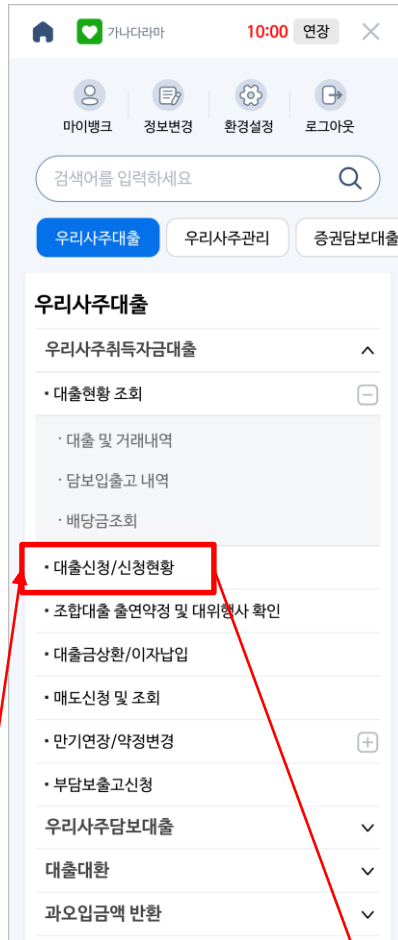 가나다라마 10:00 연장
마이뱅크 정보변경 환경설정 로그아웃
검색어를 입력하세요
우리사주대출 우리사주관리 증권담보대출
우리사주대출
우리사주취득자금대출
• 대출현황 조회
· 대출 및 거래내역
· 담보입출고 내역
· 배당금조회
• 대출신청/신청현황
• 조합대출 출연약정 및 대위행사 확인
• 대출금상환/이자납입
• 매도신청 및 조회
• 만기연장/약정변경
• 부담보출고신청
우리사주담보대출
대출대환
과오입금액 반환